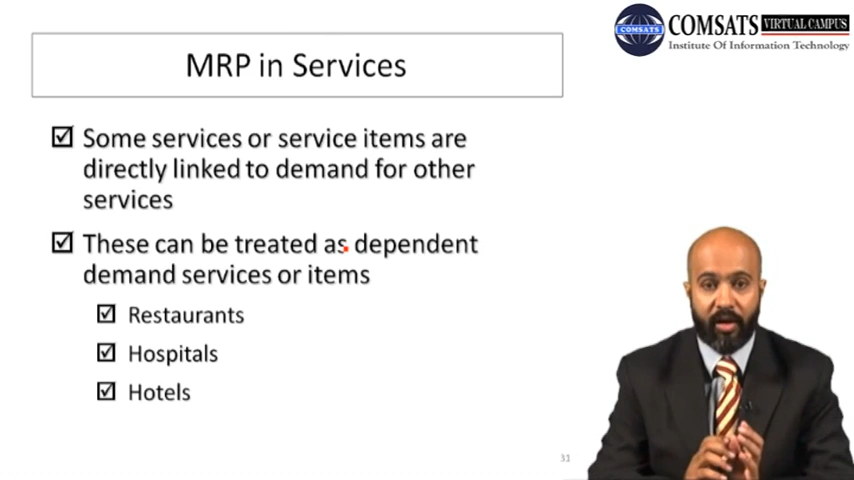 COMSATS VIRTUAL CAMPUS
COMSATS
Institute Of Information Technology
MRP in Services
Some services or service items are
directly linked to demand for other
services
These can be treated as dependent
demand services or items
Restaurants
Hospitals
Hotels
31